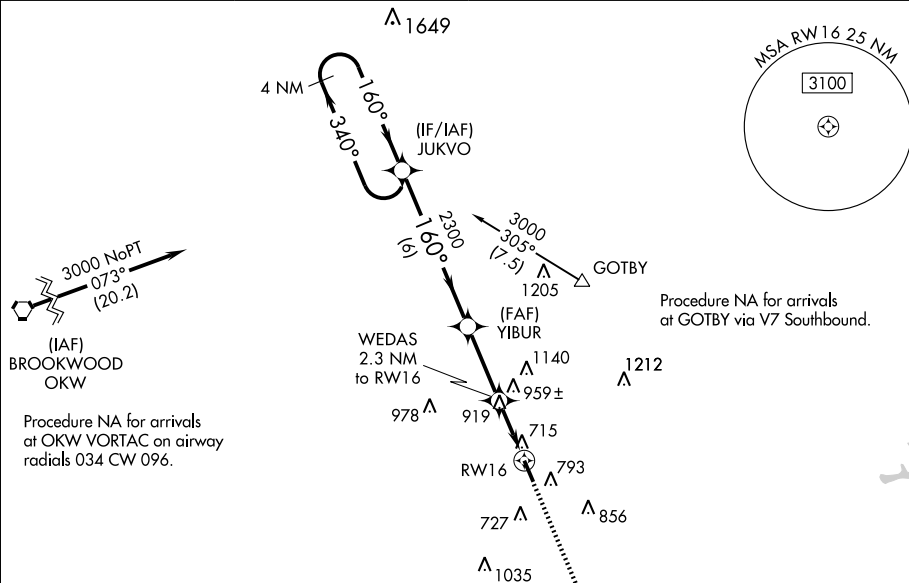 1649
MSA RW 16 25 NM
3100
4 NM
160°
340°
(IF/IAF)
JUKVO
2300
160°
(6)
3000
305°
(7.5)
GOTBY
1205
3000 NoPT
073°
(20.2)
(IAF)
BROOKWOOD
OKW
Procedure NA for arrivals
at GOTBY via V7 Southbound.
(FAF)
YIBUR
WEDAS
2.3 NM
to RW16
1140
1212
959±
978
919
Procedure NA for arrivals
at OKW VORTAC on airway
radials 034 CW 096.
715
RW16
793
727
856
1035